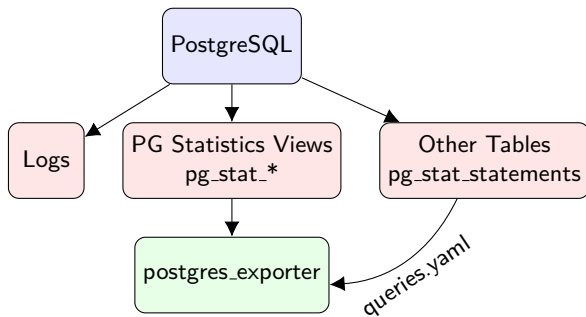 PostgreSQL
Logs
PG Statistics Views
pg_stat_*
Other Tables
pg_stat_statements
postgres_exporter
queries.yaml